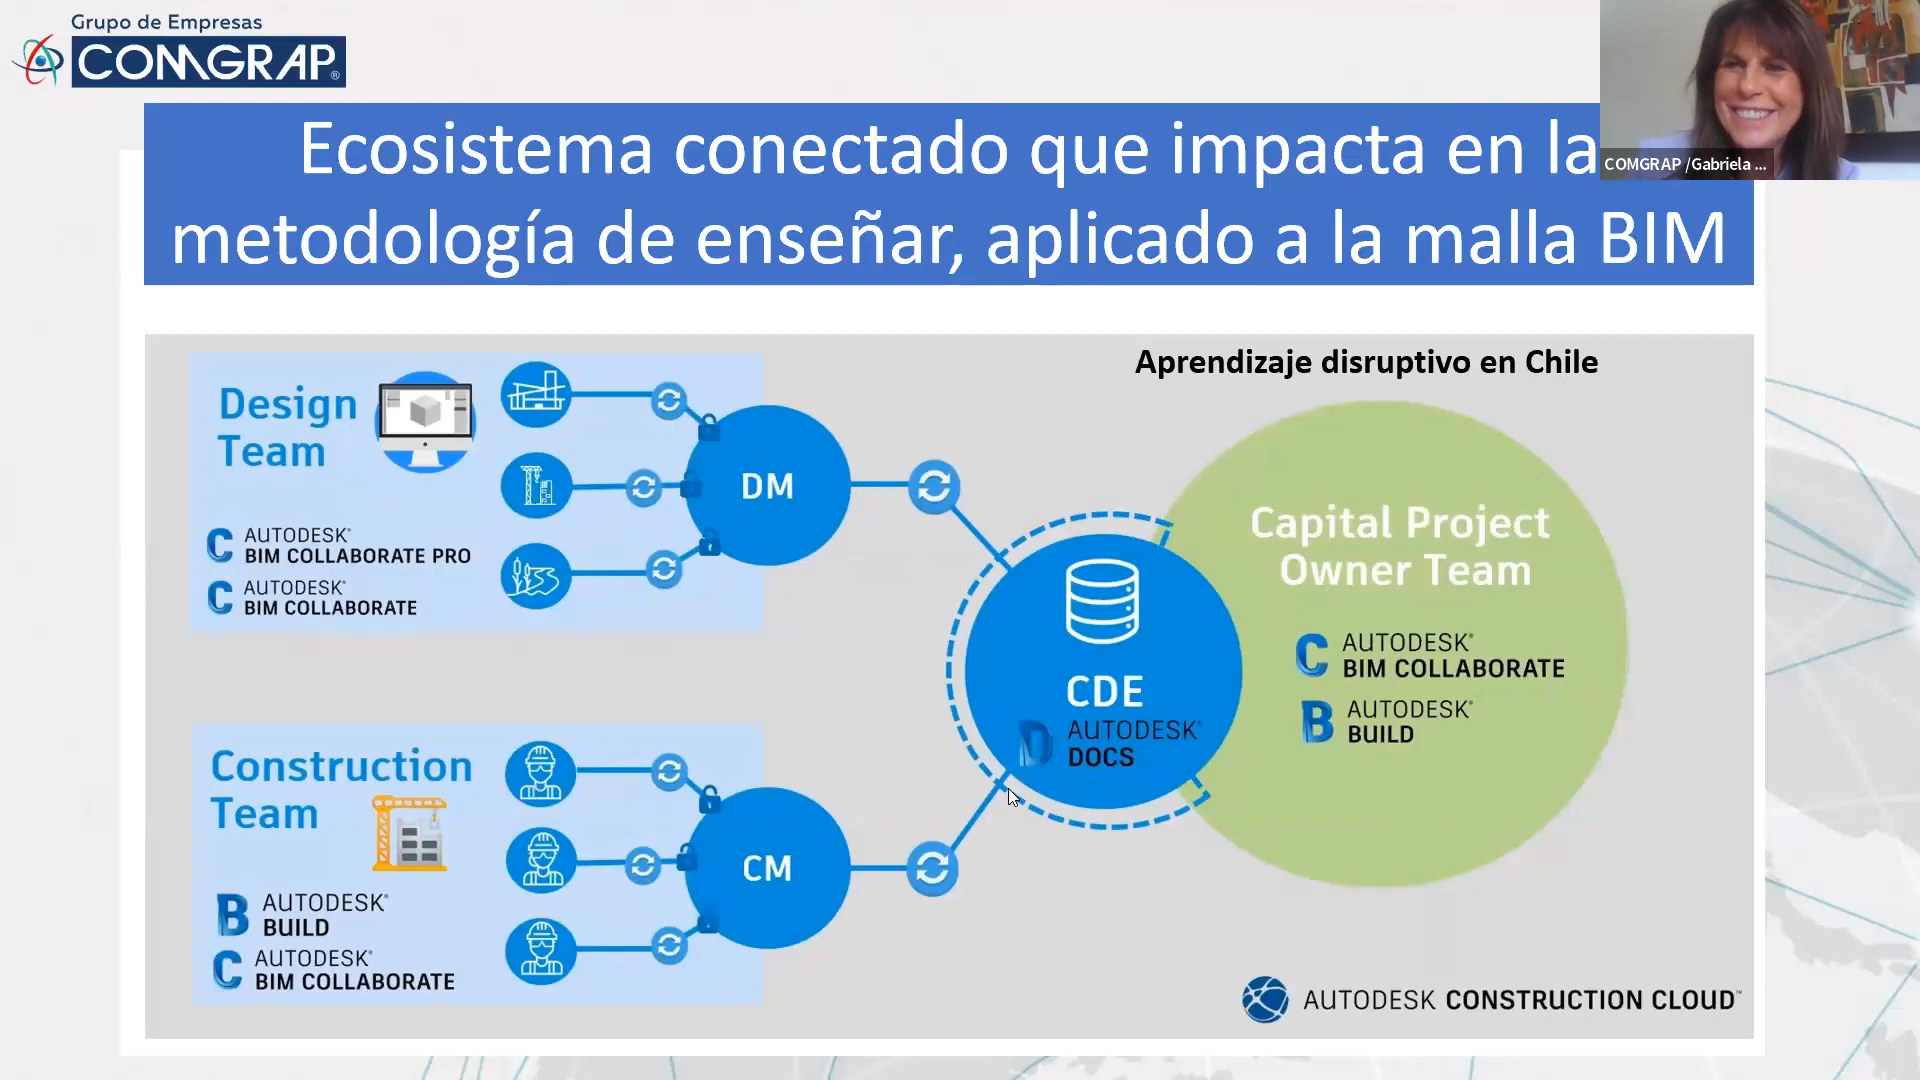 Grupo de Empresas
COMGRAP®
Ecosistema conectado que impacta en la
metodología de enseñar, aplicado a la malla BIM
COMGRAP /Gabriela ...
Aprendizaje disruptivo en Chile
Design
Team
AUTODESK®
BIM COLLABORATE PRO
AUTODESK®
BIM COLLABORATE
DM
Capital Project
Owner Team
AUTODESK®
BIM COLLABORATE
AUTODESK®
BUILD
CDE
AUTODESK®
DOCS
Construction
Team
AUTODESK®
BUILD
AUTODESK®
BIM COLLABORATE
CM
AUTODESK CONSTRUCTION CLOUD™